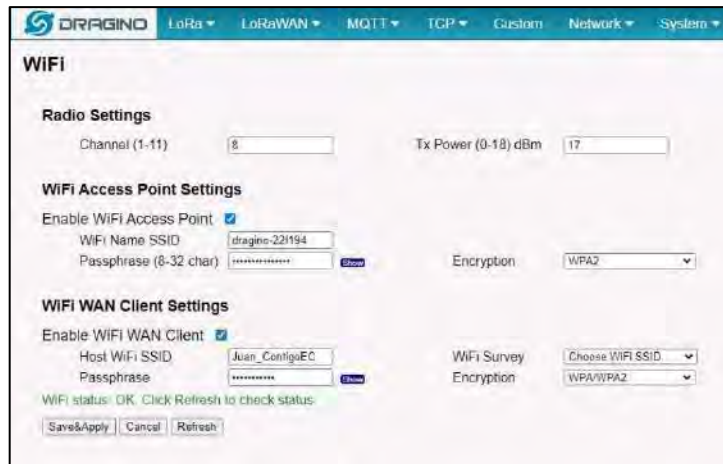 DRAGINO LoRa LoRaWAN MQTT TCP Custom Network System
WiFi
Radio Settings
Channel (1-11) 8 Tx Power (0-18) dBm 17
WiFi Access Point Settings
Enable WiFi Access Point
WiFi Name SSID
Passphrase (8-32 char) Show Encryption WPA2
WiFi WAN Client Settings
Enable WiFi WAN Client
Host WiFi SSID Juan_ContigoEC WiFi Survey Choose WiFi SSID
Passphrase Show Encryption WPA/WPA2
WiFi status: OK. Click Refresh to check status
Save&Apply Cancel Refresh